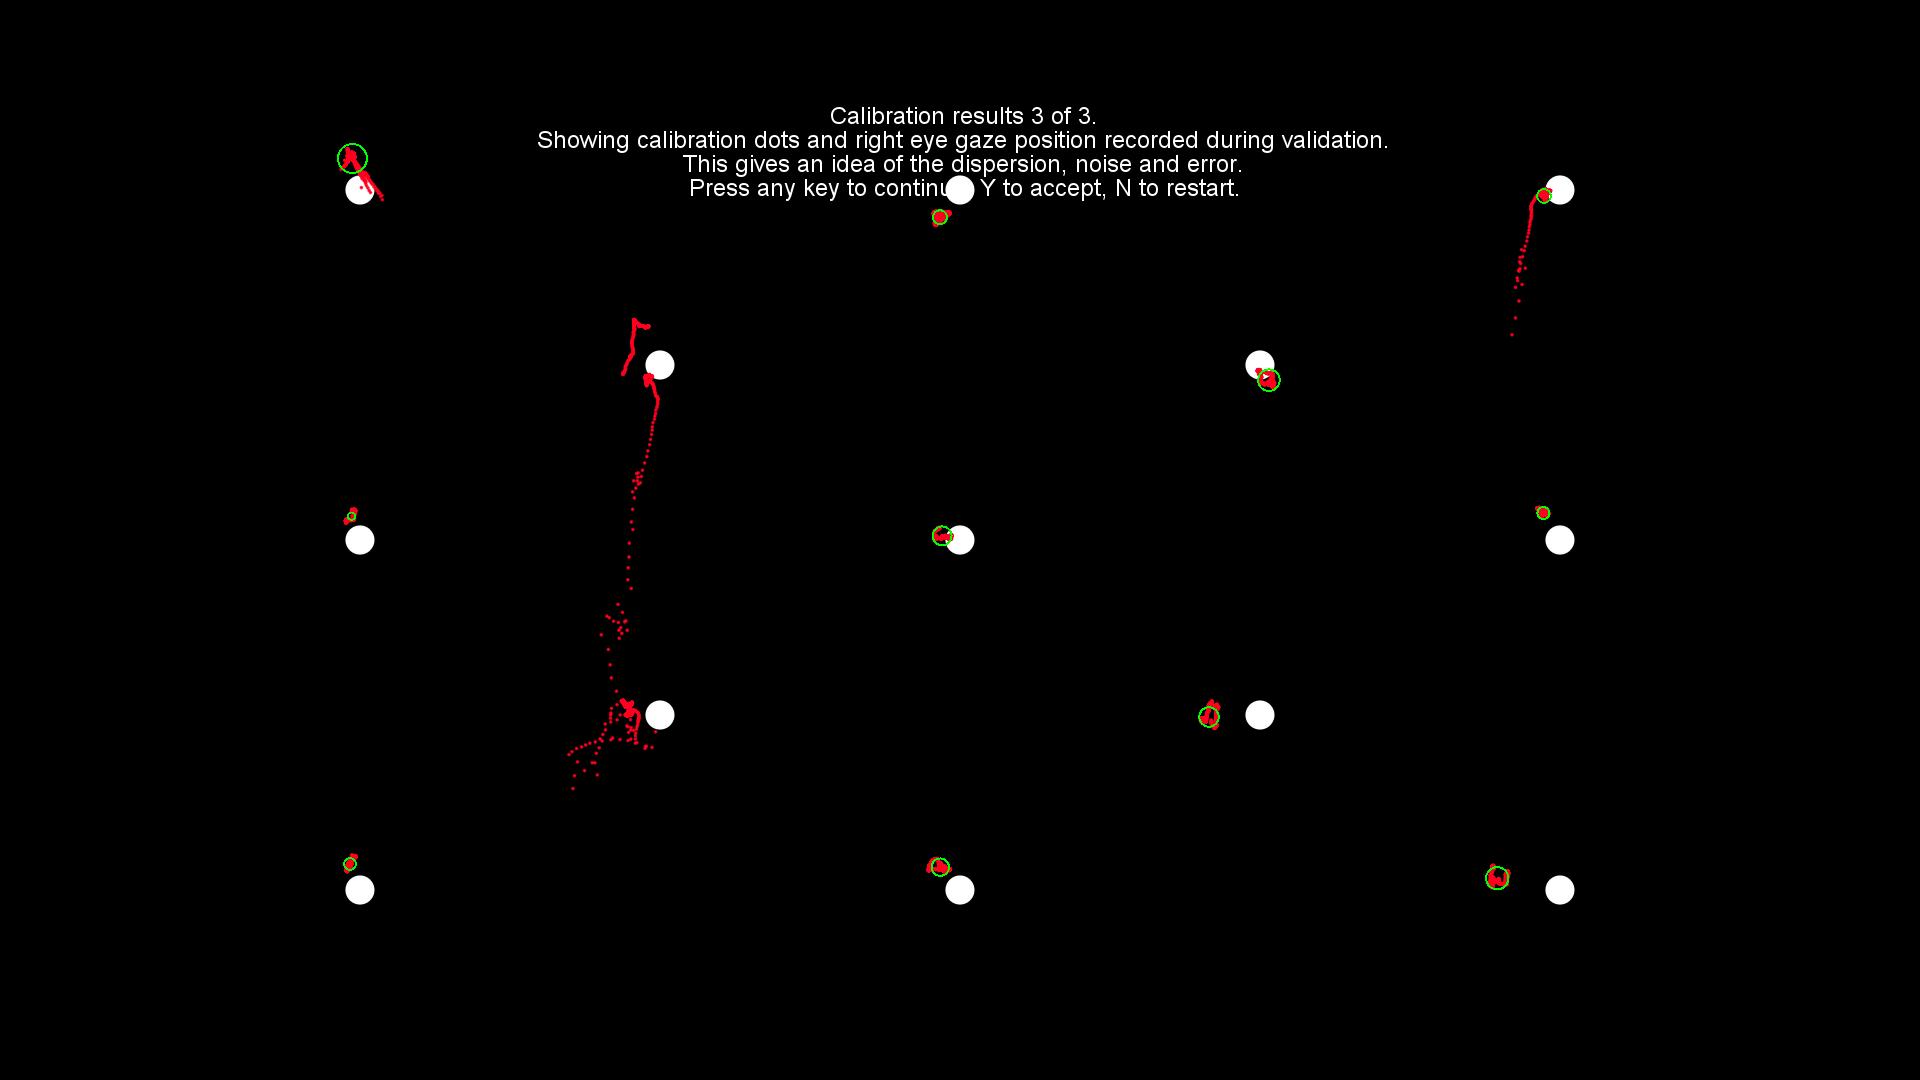 Calibration results 3 of 3.
Showing calibration dots and right eye gaze position recorded during validation.
This gives an idea of the dispersion, noise and error.
Press any key to continu Y to accept, N to restart.